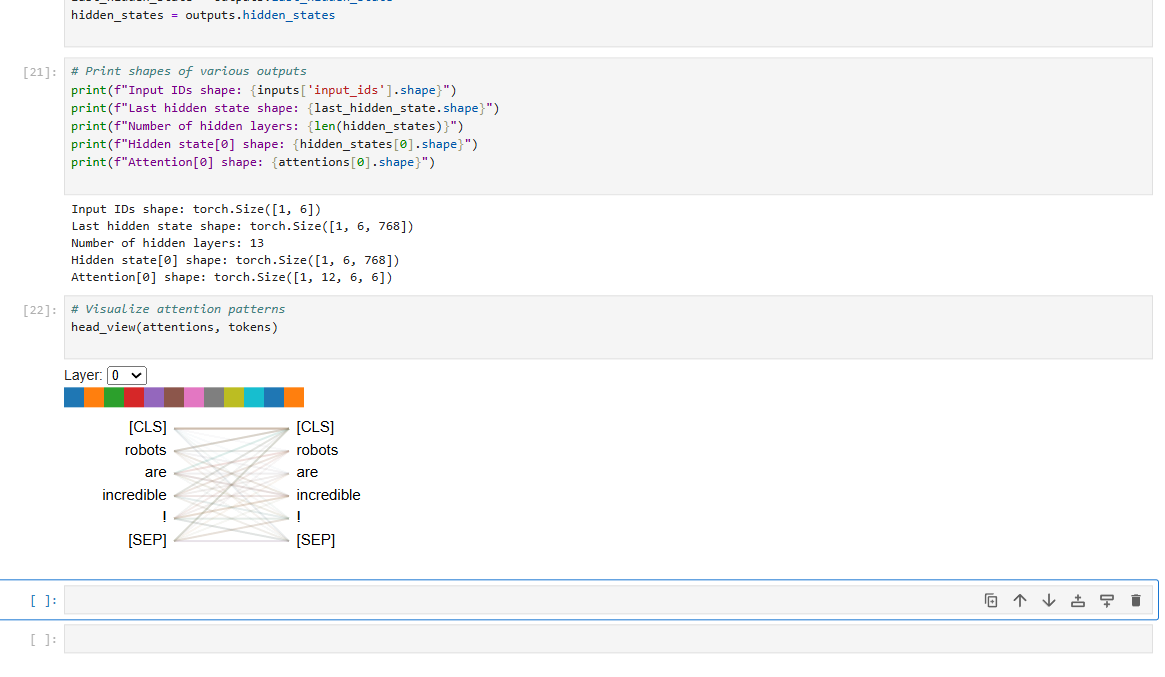 hidden_states = outputs.hidden_states
[21]:
# Print shapes of various outputs
print(f"Input IDs shape: {inputs['input_ids'].shape}")
print(f"Last hidden state shape: {last_hidden_state.shape}")
print(f"Number of hidden layers: {len(hidden_states)}")
print(f"Hidden state[0] shape: {hidden_states[0].shape}")
print(f"Attention[0] shape: {attentions[0].shape}")
Input IDs shape: torch.Size([1, 6])
Last hidden state shape: torch.Size([1, 6, 768])
Number of hidden layers: 13
Hidden state[0] shape: torch.Size([1, 6, 768])
Attention[0] shape: torch.Size([1, 12, 6, 6])
[22]:
# Visualize attention patterns
head_view(attentions, tokens)
Layer: 0
[CLS] [CLS]
robots robots
are are
incredible incredible
! !
[SEP] [SEP]
[ ]:
[ ]: